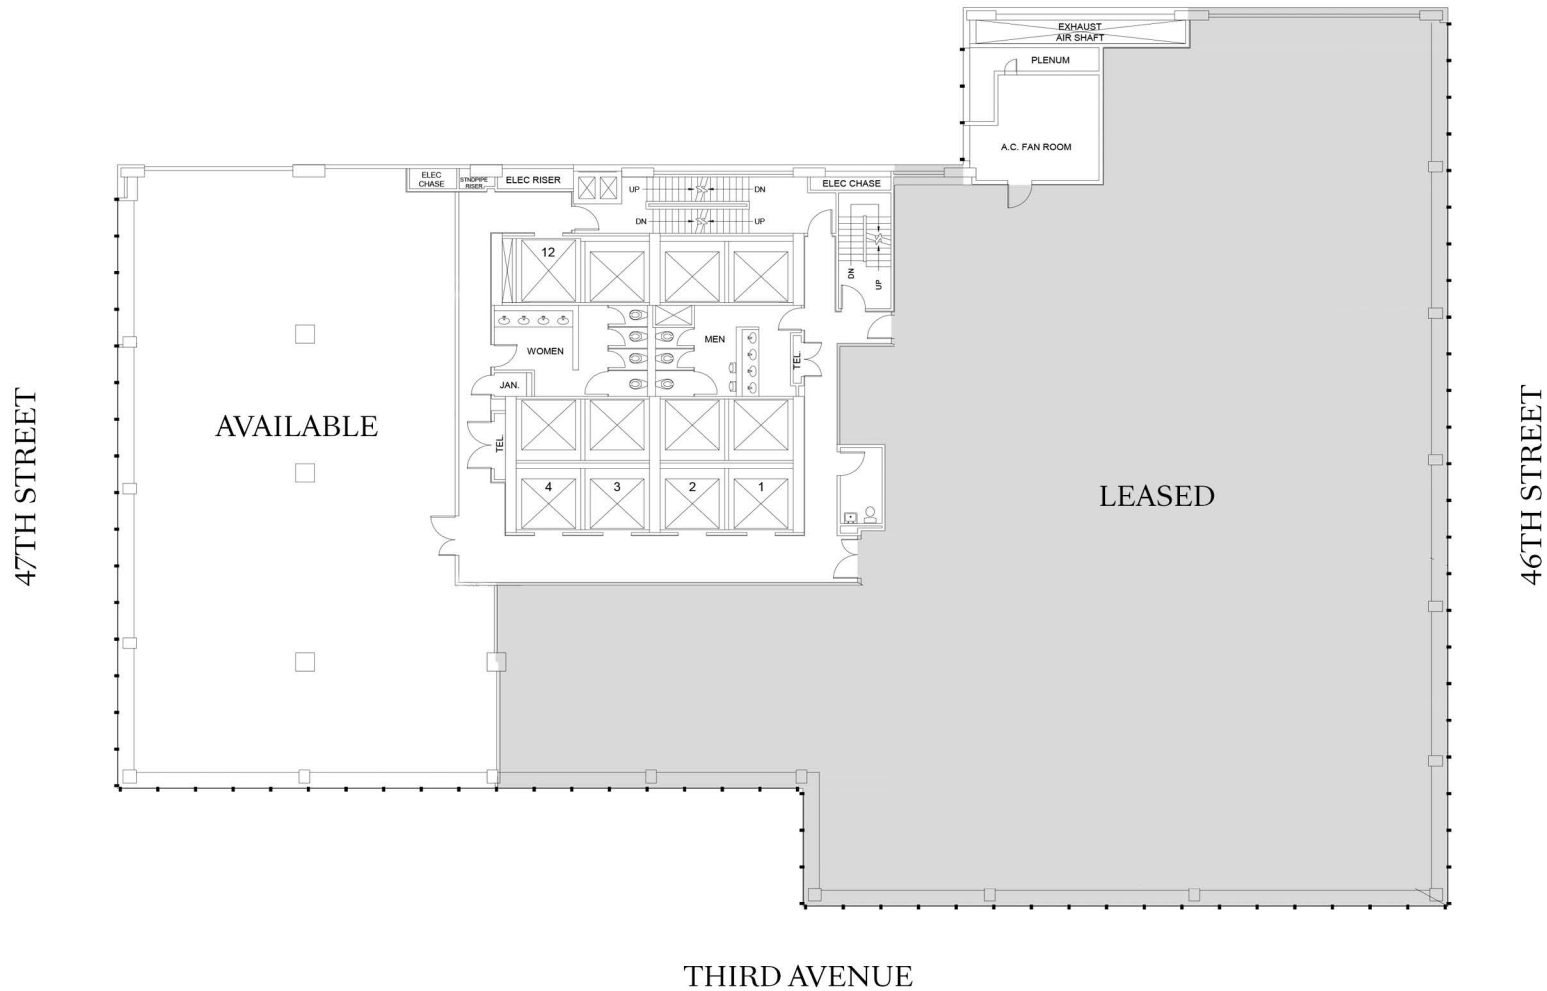 EXHAUST
AIR SHAFT
PLENUM
A.C. FAN ROOM
ELEC
CHASE
STNDPIPE
RISER
ELEC RISER
ELEC CHASE
UP
DN
DN
UP
12
DN
UP
WOMEN
MEN
TEL.
JAN.
TEL.
4
3
2
1
AVAILABLE
LEASED
47TH STREET
46TH STREET
THIRD AVENUE